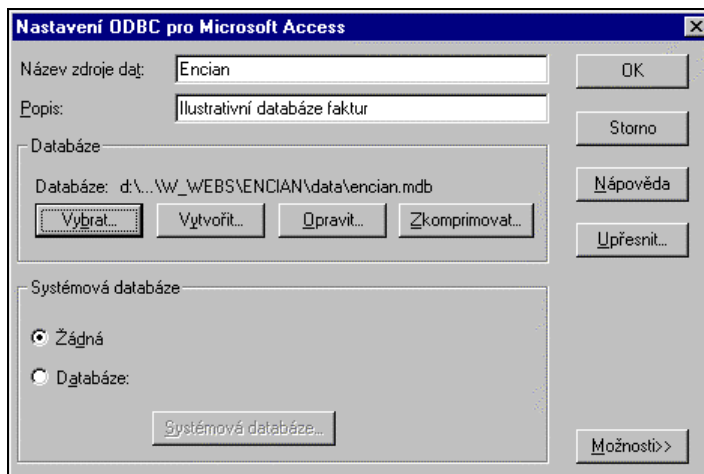 Nastavení ODBC pro Microsoft Access
Název zdroje dat: Encian
OK
Popis: Ilustrativní databáze faktur
Storno
Databáze
Databáze: d:\...\W_WEBS\ENCIAN\data\encian.mdb
Nápověda
Vybrat... Vytvořit... Opravit... Zkomprimovat...
Upřesnit...
Systémová databáze
Žádná
Databáze:
Systémová databáze...
Možnosti>>